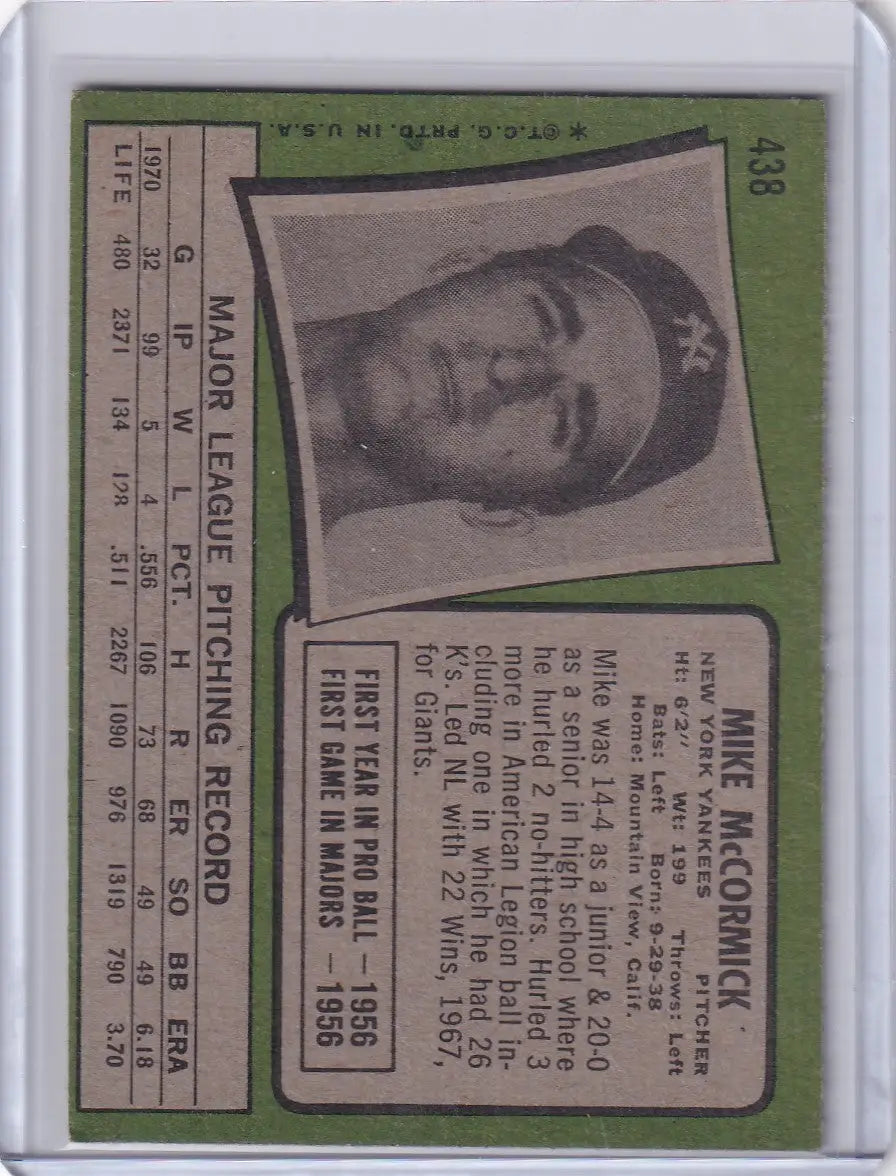 438
*©T.C.G. PRTD. IN U.S.A.
NY
MIKE McCORMICK
NEW YORK YANKEES PITCHER
Ht: 6'2" Wt: 199 Throws: Left
Bats: Left Born: 9-29-38
Home: Mountain View, Calif.
Mike was 14-4 as a junior & 20-0
as a senior in high school where
he hurled 2 no-hitters. Hurled 3
more in American Legion ball in-
cluding one in which he had 26
K's. Led NL with 22 Wins, 1967,
for Giants.
FIRST YEAR IN PRO BALL — 1956
FIRST GAME IN MAJORS — 1956
MAJOR LEAGUE PITCHING RECORD
G IP W L PCT. H R ER SO BB ERA
1970 32 99 5 4 .556 106 73 68 49 49 6.18
LIFE 480 2371 134 128 .511 2267 1090 976 1319 790 3.70